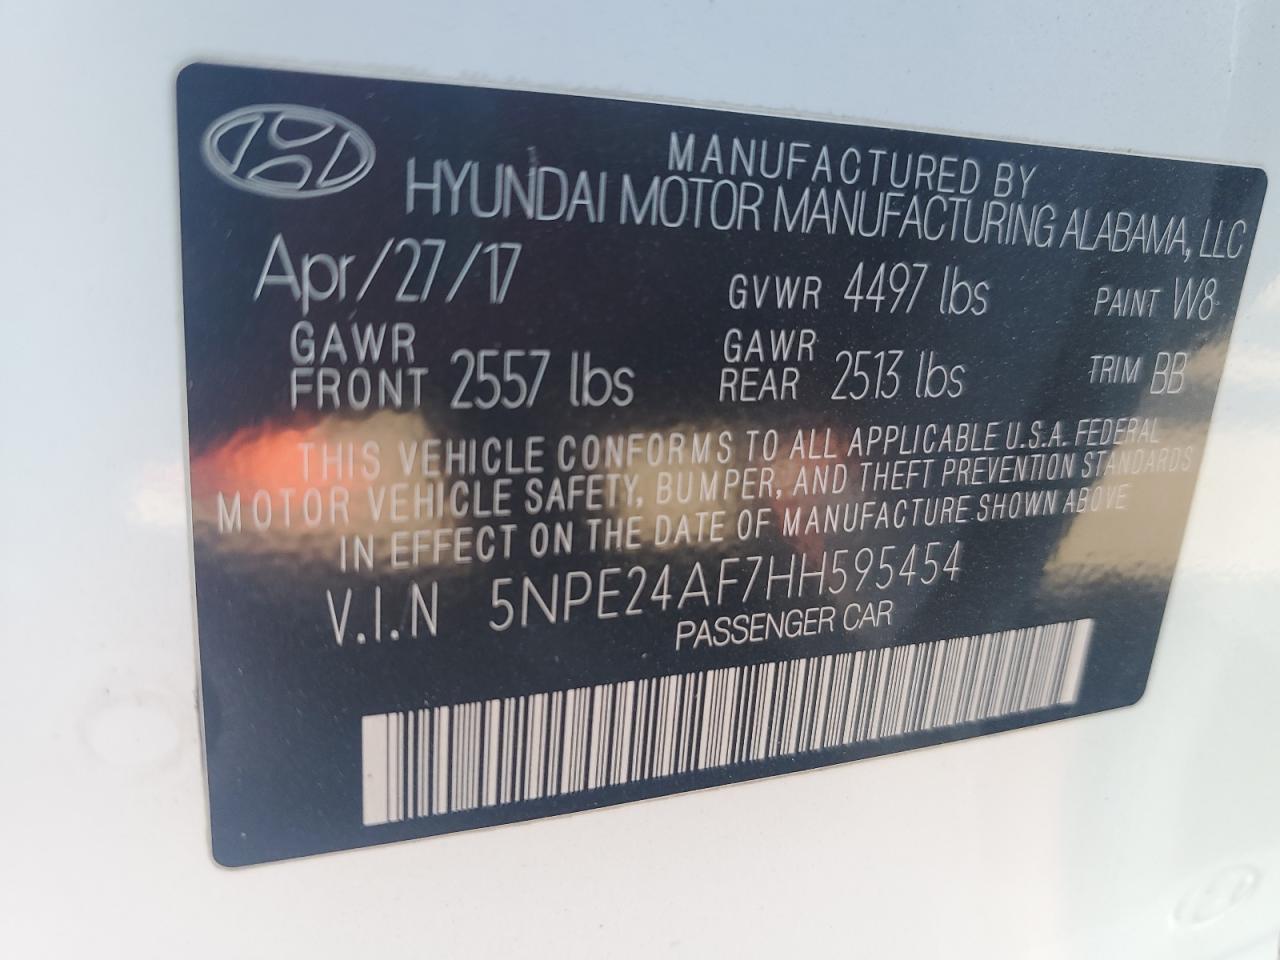 MANUFACTURED BY
HYUNDAI MOTOR MANUFACTURING ALABAMA, LLC
Apr/27/17 GVWR 4497 lbs PAINT W8
GAWR FRONT 2557 lbs GAWR REAR 2513 lbs TRIM BB
THIS VEHICLE CONFORMS TO ALL APPLICABLE U.S.A. FEDERAL
MOTOR VEHICLE SAFETY, BUMPER, AND THEFT PREVENTION STANDARDS
IN EFFECT ON THE DATE OF MANUFACTURE SHOWN ABOVE
V.I.N 5NPE24AF7HH595454
PASSENGER CAR